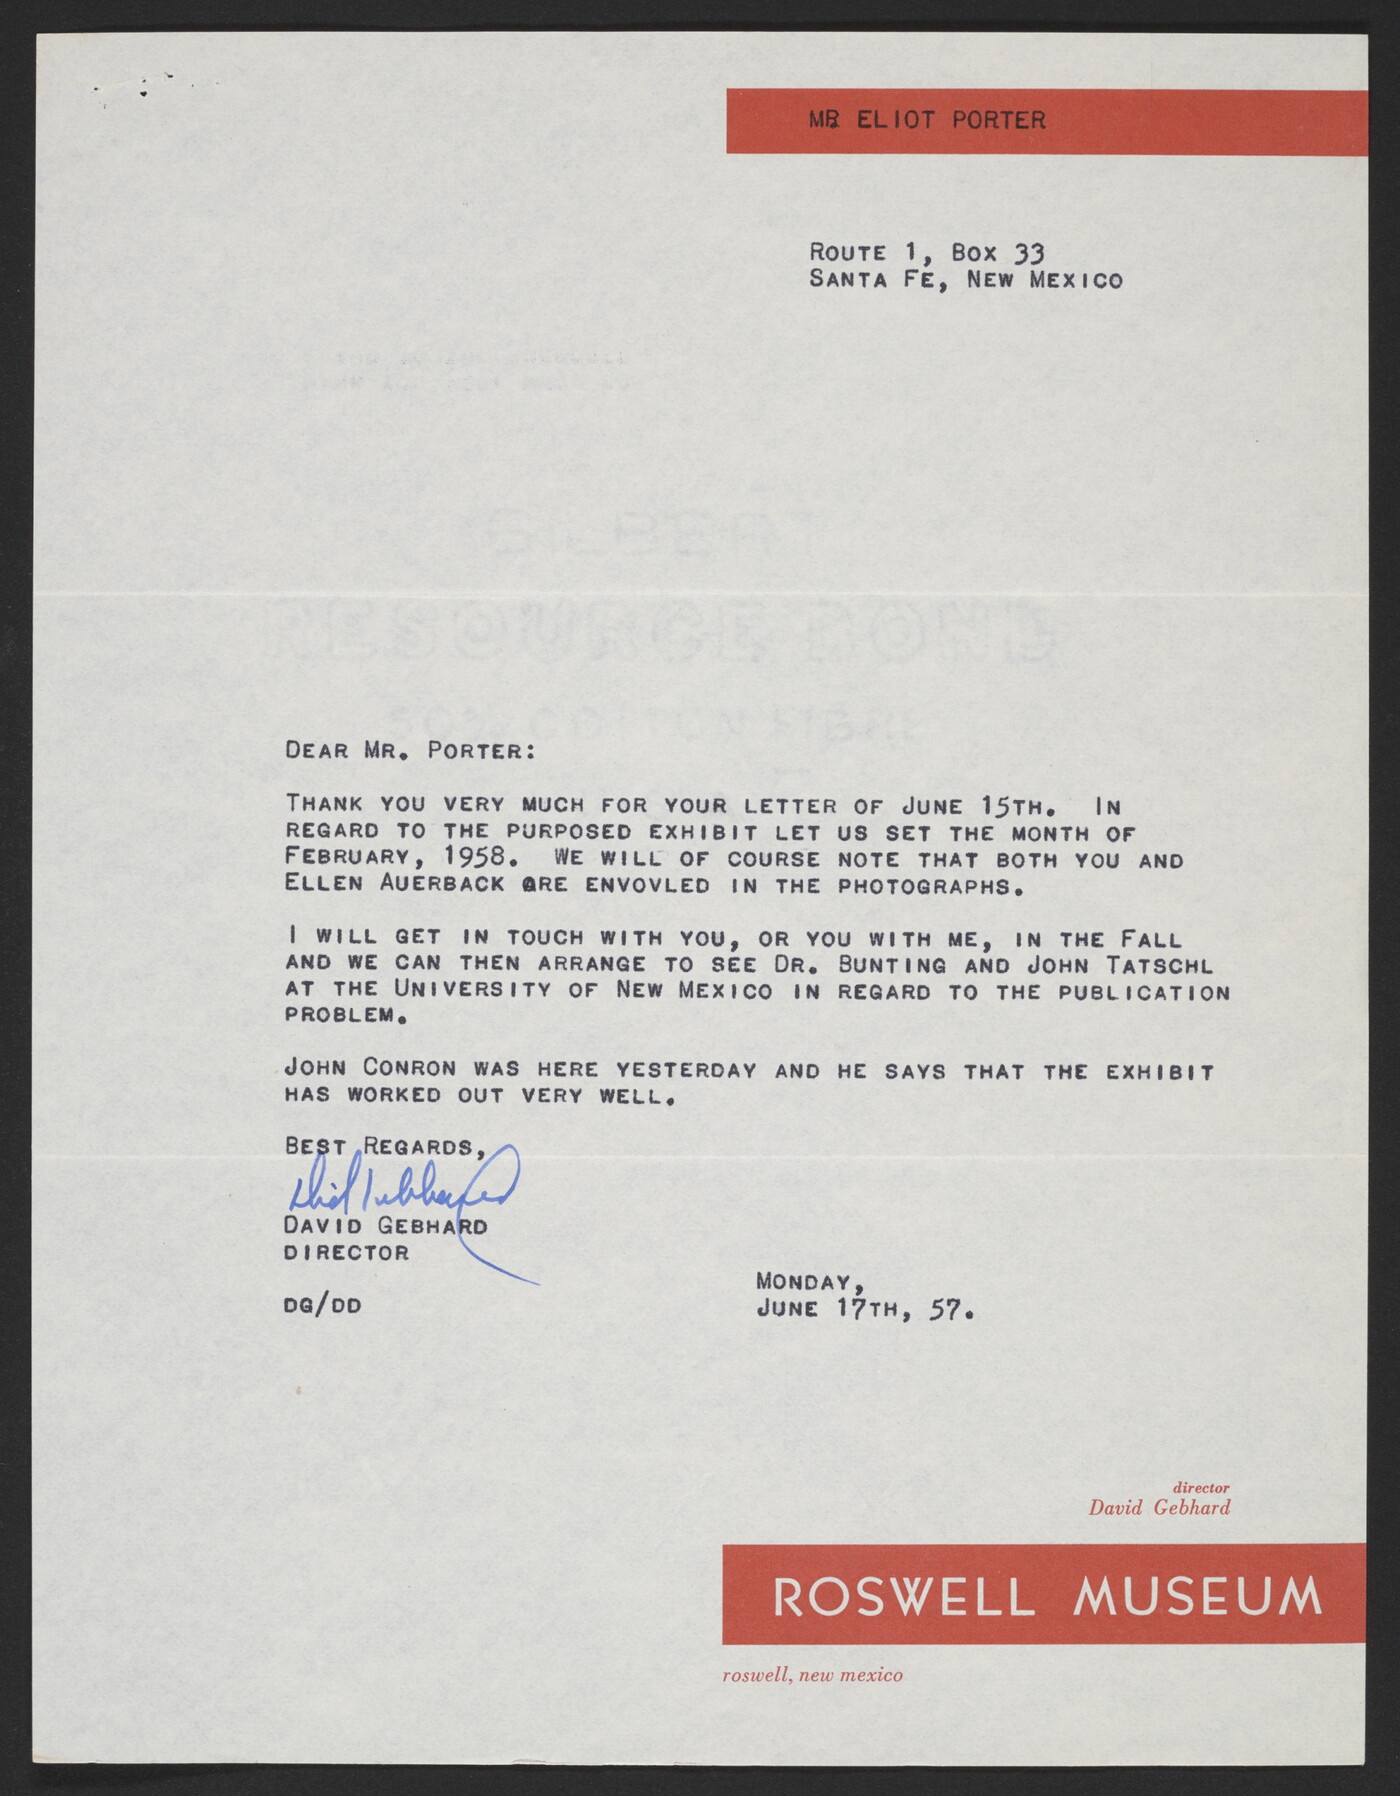 MR ELIOT PORTER
ROUTE 1, BOX 33
SANTA FE, NEW MEXICO
DEAR MR. PORTER:
THANK YOU VERY MUCH FOR YOUR LETTER OF JUNE 15TH. IN
REGARD TO THE PURPOSED EXHIBIT LET US SET THE MONTH OF
FEBRUARY, 1958. WE WILL OF COURSE NOTE THAT BOTH YOU AND
ELLEN AUERBACK ARE ENVOVLED IN THE PHOTOGRAPHS.
I WILL GET IN TOUCH WITH YOU, OR YOU WITH ME, IN THE FALL
AND WE CAN THEN ARRANGE TO SEE DR. BUNTING AND JOHN TATSCHL
AT THE UNIVERSITY OF NEW MEXICO IN REGARD TO THE PUBLICATION
PROBLEM.
JOHN CONRON WAS HERE YESTERDAY AND HE SAYS THAT THE EXHIBIT
HAS WORKED OUT VERY WELL.
BEST REGARDS,
David Gebhard
DAVID GEBHARD
DIRECTOR
DG/DD
MONDAY,
JUNE 17TH, 57.
director
David Gebhard
ROSWELL MUSEUM
roswell, new mexico